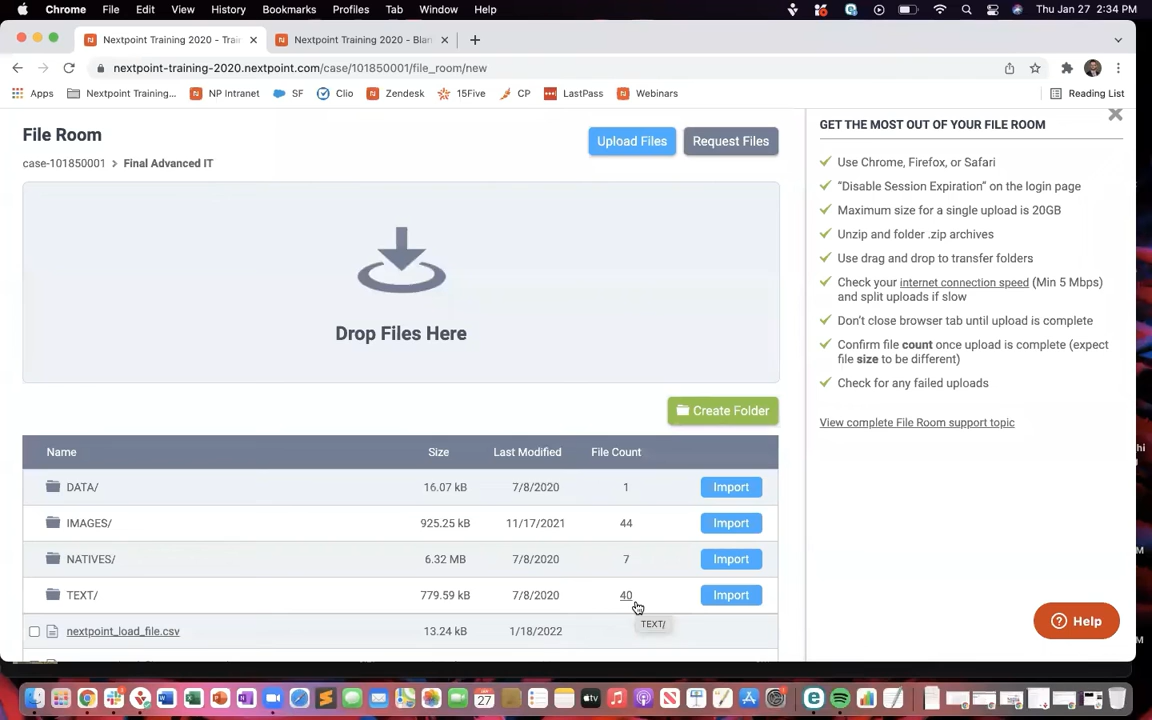 Chrome File Edit View History Bookmarks Profiles Tab Window Help Thu Jan 27 2:34 PM
Nextpoint Training 2020 - Trai Nextpoint Training 2020 - Blan
nextpoint-training-2020.nextpoint.com/case/101850001/file_room/new
Apps Nextpoint Training... NP Intranet SF Clio Zendesk 15Five CP LastPass Webinars Reading List
File Room
Upload Files Request Files
case-101850001 > Final Advanced IT
Drop Files Here
Create Folder
Name Size Last Modified File Count
DATA/ 16.07 kB 7/8/2020 1 Import
IMAGES/ 925.25 kB 11/17/2021 44 Import
NATIVES/ 6.32 MB 7/8/2020 7 Import
TEXT/ 779.59 kB 7/8/2020 40 Import
TEXT/
nextpoint_load_file.csv 13.24 kB 1/18/2022
GET THE MOST OUT OF YOUR FILE ROOM
Use Chrome, Firefox, or Safari
“Disable Session Expiration” on the login page
Maximum size for a single upload is 20GB
Unzip and folder .zip archives
Use drag and drop to transfer folders
Check your internet connection speed (Min 5 Mbps)
and split uploads if slow
Don’t close browser tab until upload is complete
Confirm file count once upload is complete (expect
file size to be different)
Check for any failed uploads
View complete File Room support topic
Help